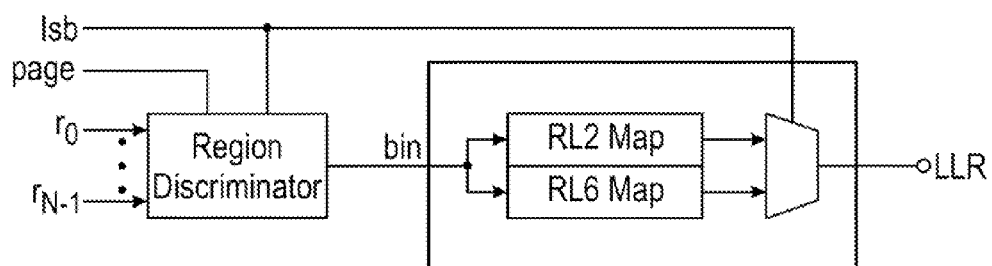 lsb
page
r0
rN-1
Region
Discriminator
bin
RL2 Map
RL6 Map
LLR